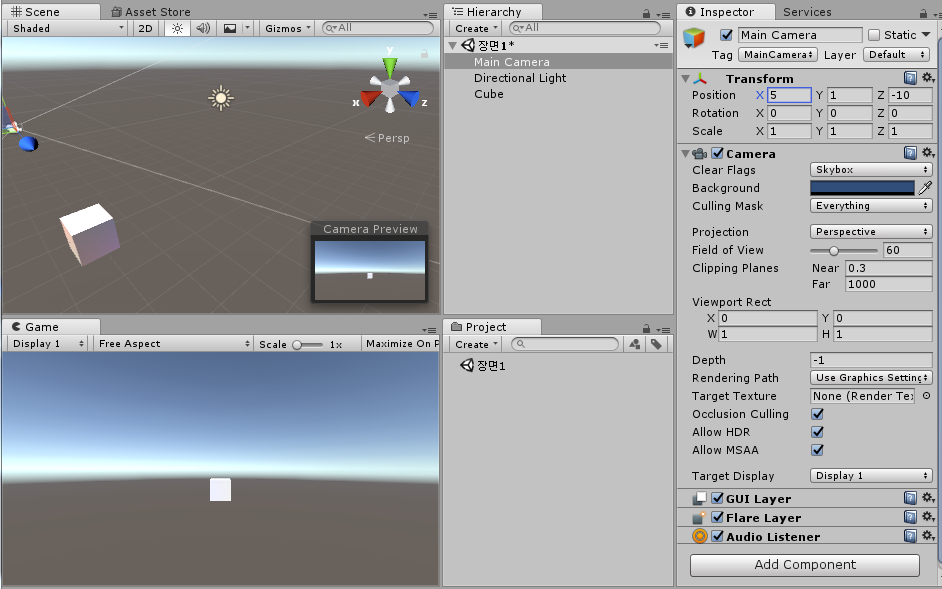 Scene
Asset Store
Shaded
2D
Gizmos
All
y
x
z
Persp
Camera Preview
Game
Display 1
Free Aspect
Scale
1x
Maximize On P
Hierarchy
Create
All
장면1*
Main Camera
Directional Light
Cube
Project
Create
장면1
Inspector
Services
Main Camera
Static
Tag
MainCamera
Layer
Default
Transform
Position X 5 Y 1 Z -10
Rotation X 0 Y 0 Z 0
Scale X 1 Y 1 Z 1
Camera
Clear Flags Skybox
Background
Culling Mask Everything
Projection Perspective
Field of View 60
Clipping Planes Near 0.3
Far 1000
Viewport Rect
X 0 Y 0
W 1 H 1
Depth -1
Rendering Path Use Graphics Setting
Target Texture None (Render Te
Occlusion Culling
Allow HDR
Allow MSAA
Target Display Display 1
GUI Layer
Flare Layer
Audio Listener
Add Component